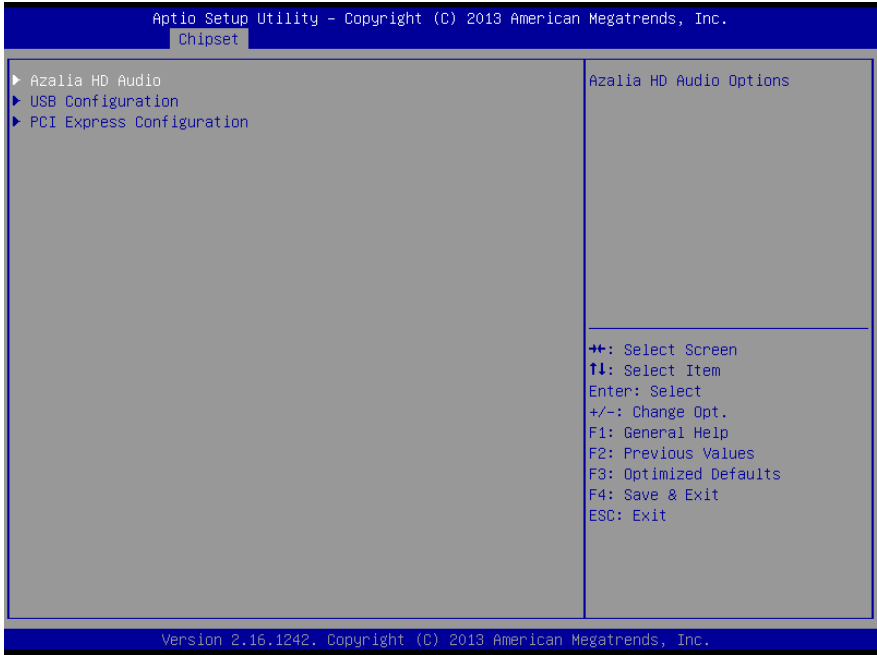 Aptio Setup Utility – Copyright (C) 2013 American Megatrends, Inc.
Chipset
▶ Azalia HD Audio
▶ USB Configuration
▶ PCI Express Configuration
Azalia HD Audio Options
→←: Select Screen
↑↓: Select Item
Enter: Select
+/-: Change Opt.
F1: General Help
F2: Previous Values
F3: Optimized Defaults
F4: Save & Exit
ESC: Exit
Version 2.16.1242. Copyright (C) 2013 American Megatrends, Inc.